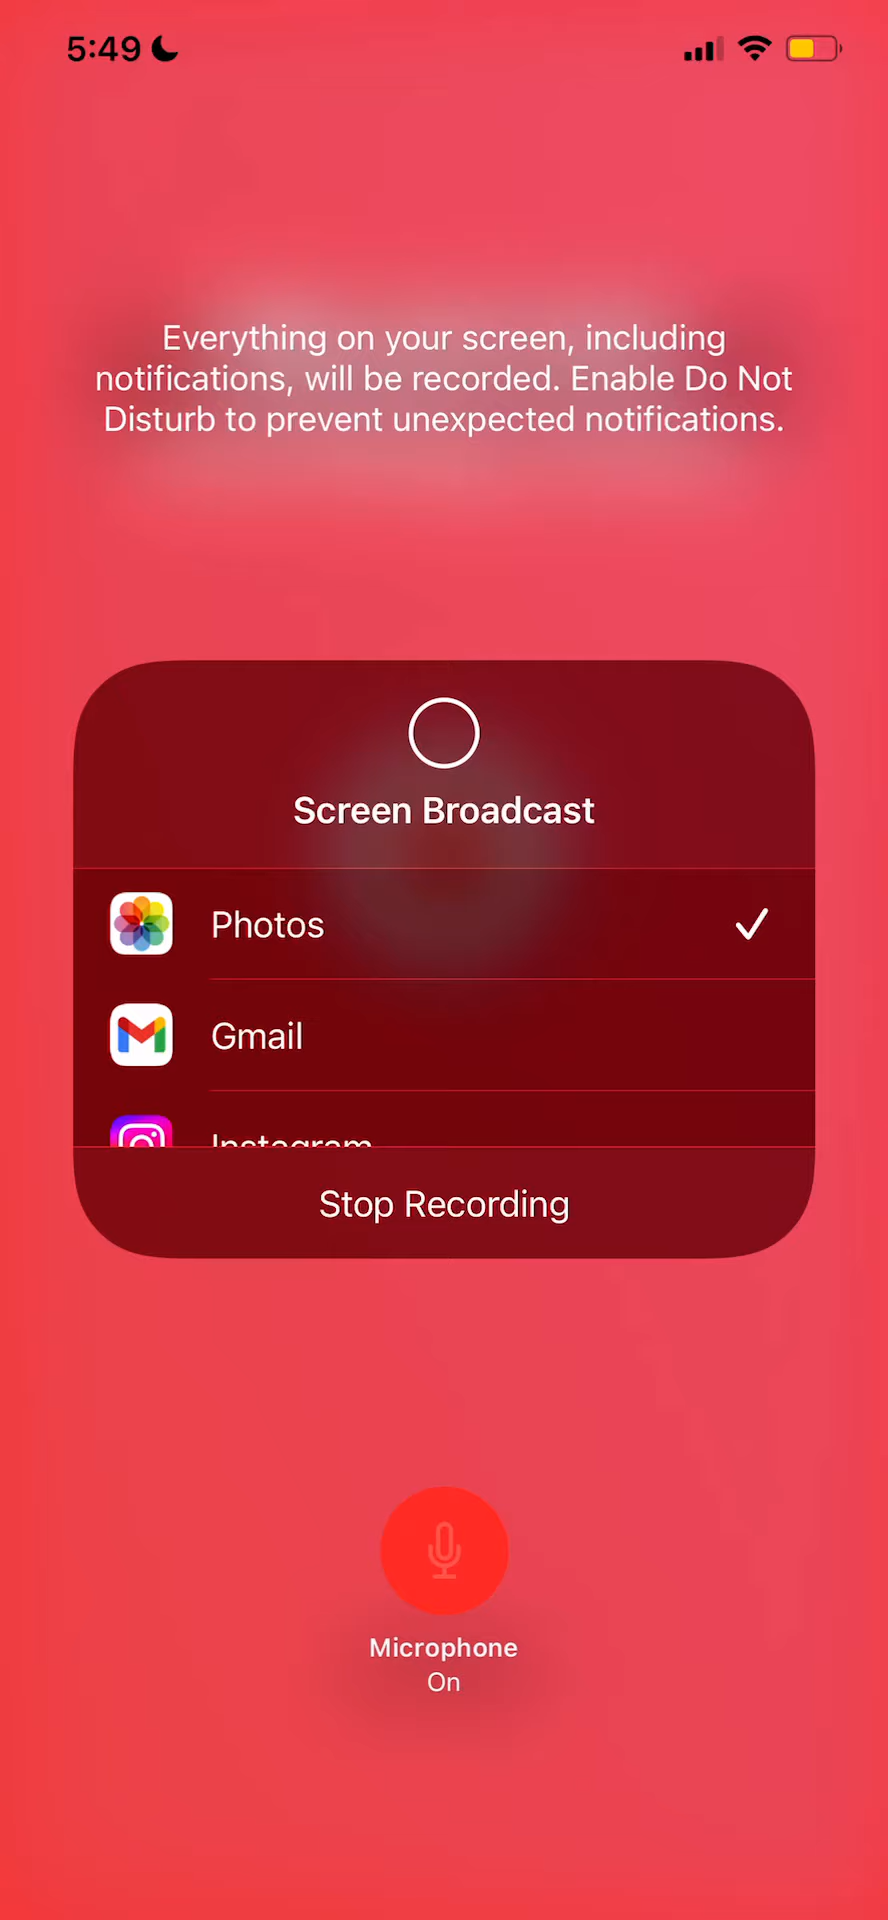 5:49
Everything on your screen, including
notifications, will be recorded. Enable Do Not
Disturb to prevent unexpected notifications.
Screen Broadcast
Photos
Gmail
Instagram
Stop Recording
Microphone
On